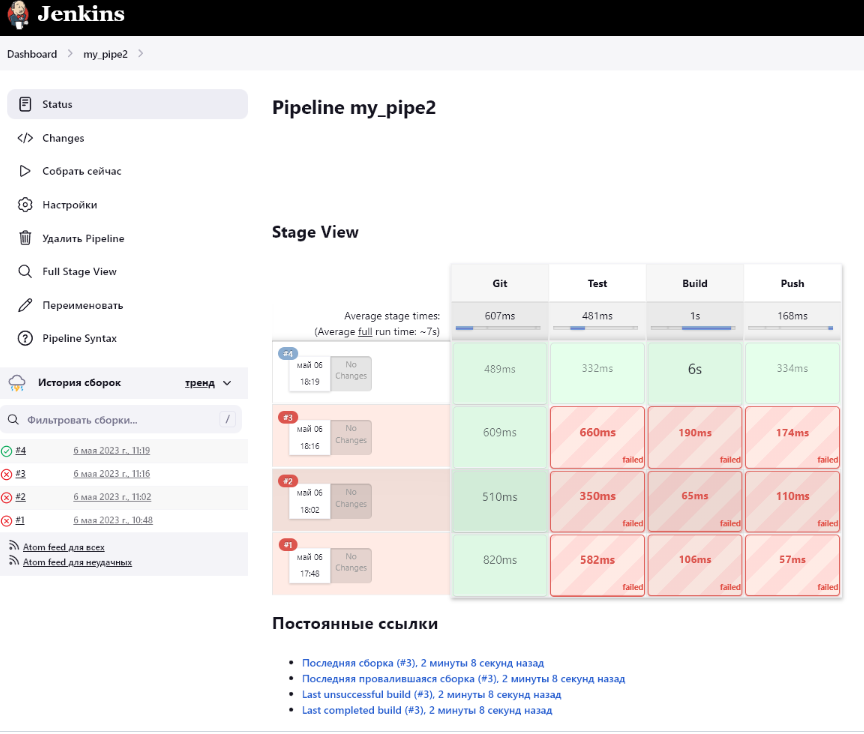 Jenkins
Dashboard
my_pipe2
Status
Changes
Собрать сейчас
Настройки
Удалить Pipeline
Full Stage View
Переименовать
Pipeline Syntax
История сборок
тренд
Фильтровать сборки...
/
#4 6 мая 2023 г., 11:19
#3 6 мая 2023 г., 11:16
#2 6 мая 2023 г., 11:02
#1 6 мая 2023 г., 10:48
Atom feed для всех
Atom feed для неудачных
Pipeline my_pipe2
Stage View
Git Test Build Push
Average stage times:
(Average full run time: ~7s)
607ms 481ms 1s 168ms
#4
май 06
18:19
No
Changes
489ms 332ms 6s 334ms
#3
май 06
18:16
No
Changes
609ms 660ms 190ms 174ms
failed failed failed
#2
май 06
18:02
No
Changes
510ms 350ms 65ms 110ms
failed failed failed
#1
май 06
17:48
No
Changes
820ms 582ms 106ms 57ms
failed failed failed
Постоянные ссылки
Последняя сборка (#3), 2 минуты 8 секунд назад
Последняя провалившаяся сборка (#3), 2 минуты 8 секунд назад
Last unsuccessful build (#3), 2 минуты 8 секунд назад
Last completed build (#3), 2 минуты 8 секунд назад